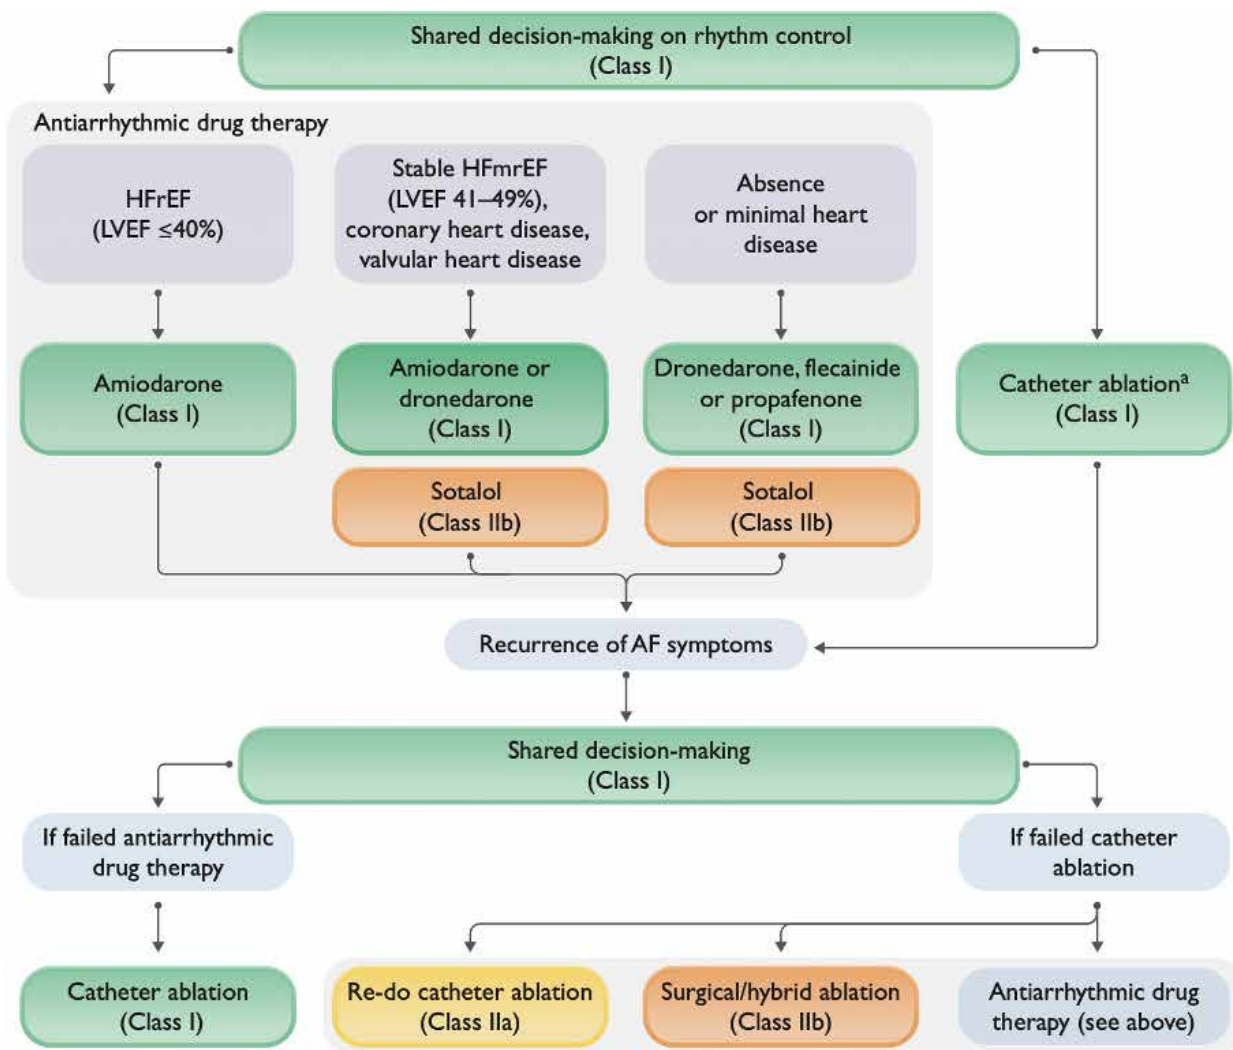 Shared decision-making on rhythm control
(Class I)
Antiarrhythmic drug therapy
HFrEF
(LVEF ≤40%)
Stable HFmrEF
(LVEF 41–49%),
coronary heart disease,
valvular heart disease
Absence
or minimal heart
disease
Amiodarone
(Class I)
Amiodarone or
dronedarone
(Class I)
Dronedarone, flecainide
or propafenone
(Class I)
Catheter ablationᵃ
(Class I)
Sotalol
(Class IIb)
Sotalol
(Class IIb)
Recurrence of AF symptoms
Shared decision-making
(Class I)
If failed antiarrhythmic
drug therapy
If failed catheter
ablation
Catheter ablation
(Class I)
Re-do catheter ablation
(Class IIa)
Surgical/hybrid ablation
(Class IIb)
Antiarrhythmic drug
therapy (see above)